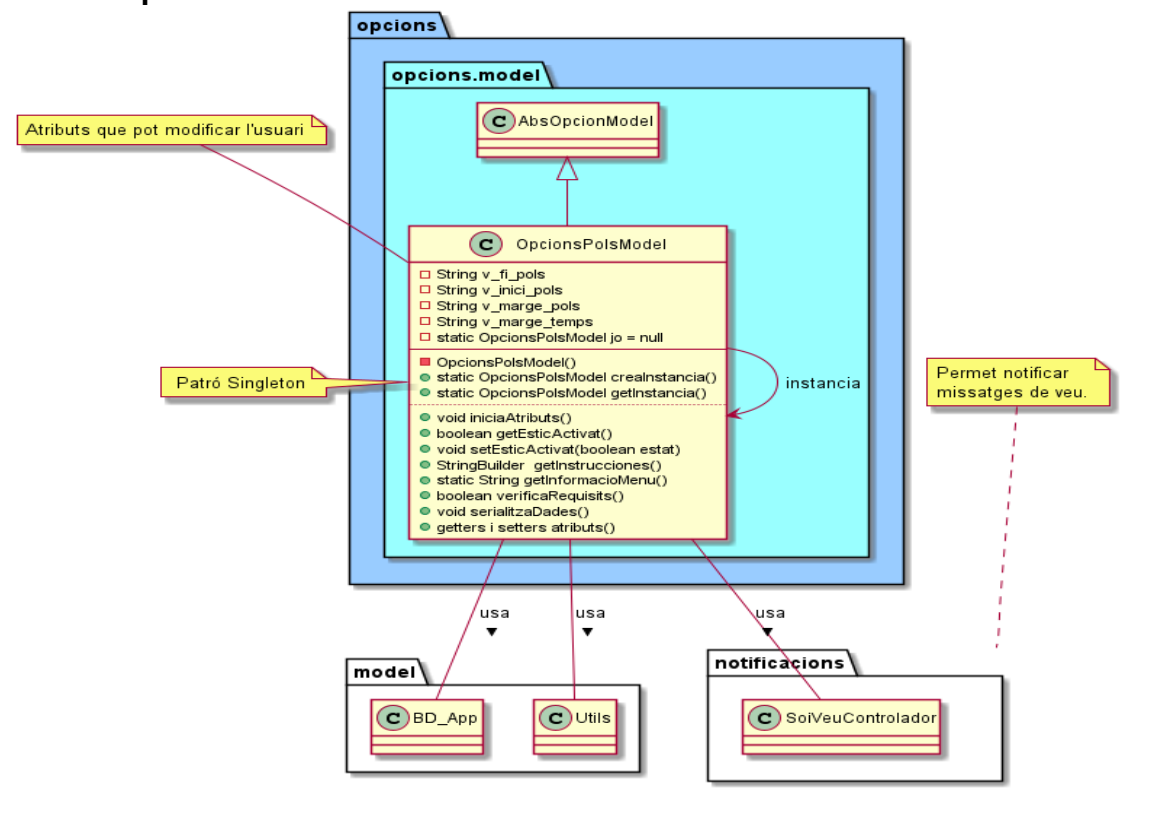 opcions
opcions.model
C AbsOpcionModel
Atributs que pot modificar l'usuari
C OpcionsPolsModel
String v_fi_pols
String v_inici_pols
String v_marge_pols
String v_marge_temps
static OpcionsPolsModel jo = null
OpcionsPolsModel()
static OpcionsPolsModel creaInstancia()
static OpcionsPolsModel getInstancia()
Patró Singleton
instancia
Permet notificar
missatges de veu.
void iniciaAtributs()
boolean getEsticActivat()
void setEsticActivat(boolean estat)
StringBuilder getInstrucciones()
static String getInformacioMenu()
boolean verificaRequisits()
void serialitzaDades()
getters i setters atributs()
usa
usa
usa
model
notificacions
C BD_App
C Utils
C SoiVeuControlador